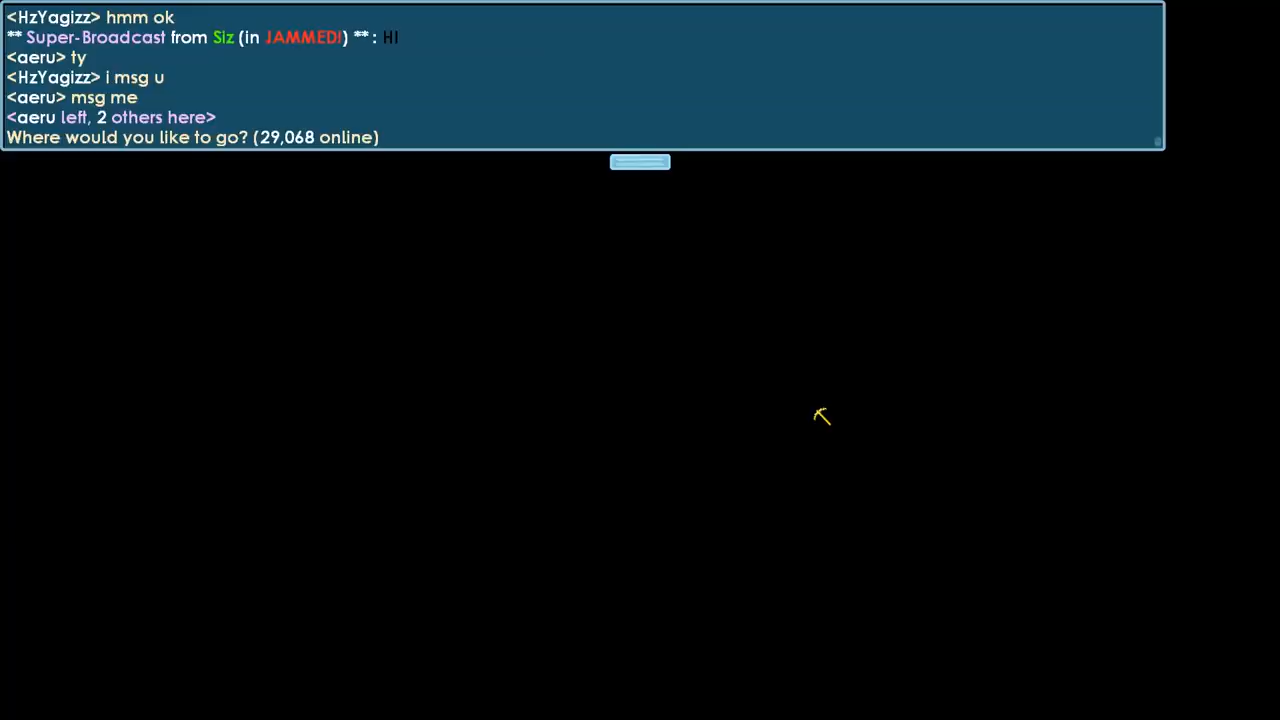 <HzYagizz> hmm ok
** Super-Broadcast from Siz (in JAMMED!) ** : HI
<aeru> ty
<HzYagizz> i msg u
<aeru> msg me
<aeru left, 2 others here>
Where would you like to go? (29,068 online)